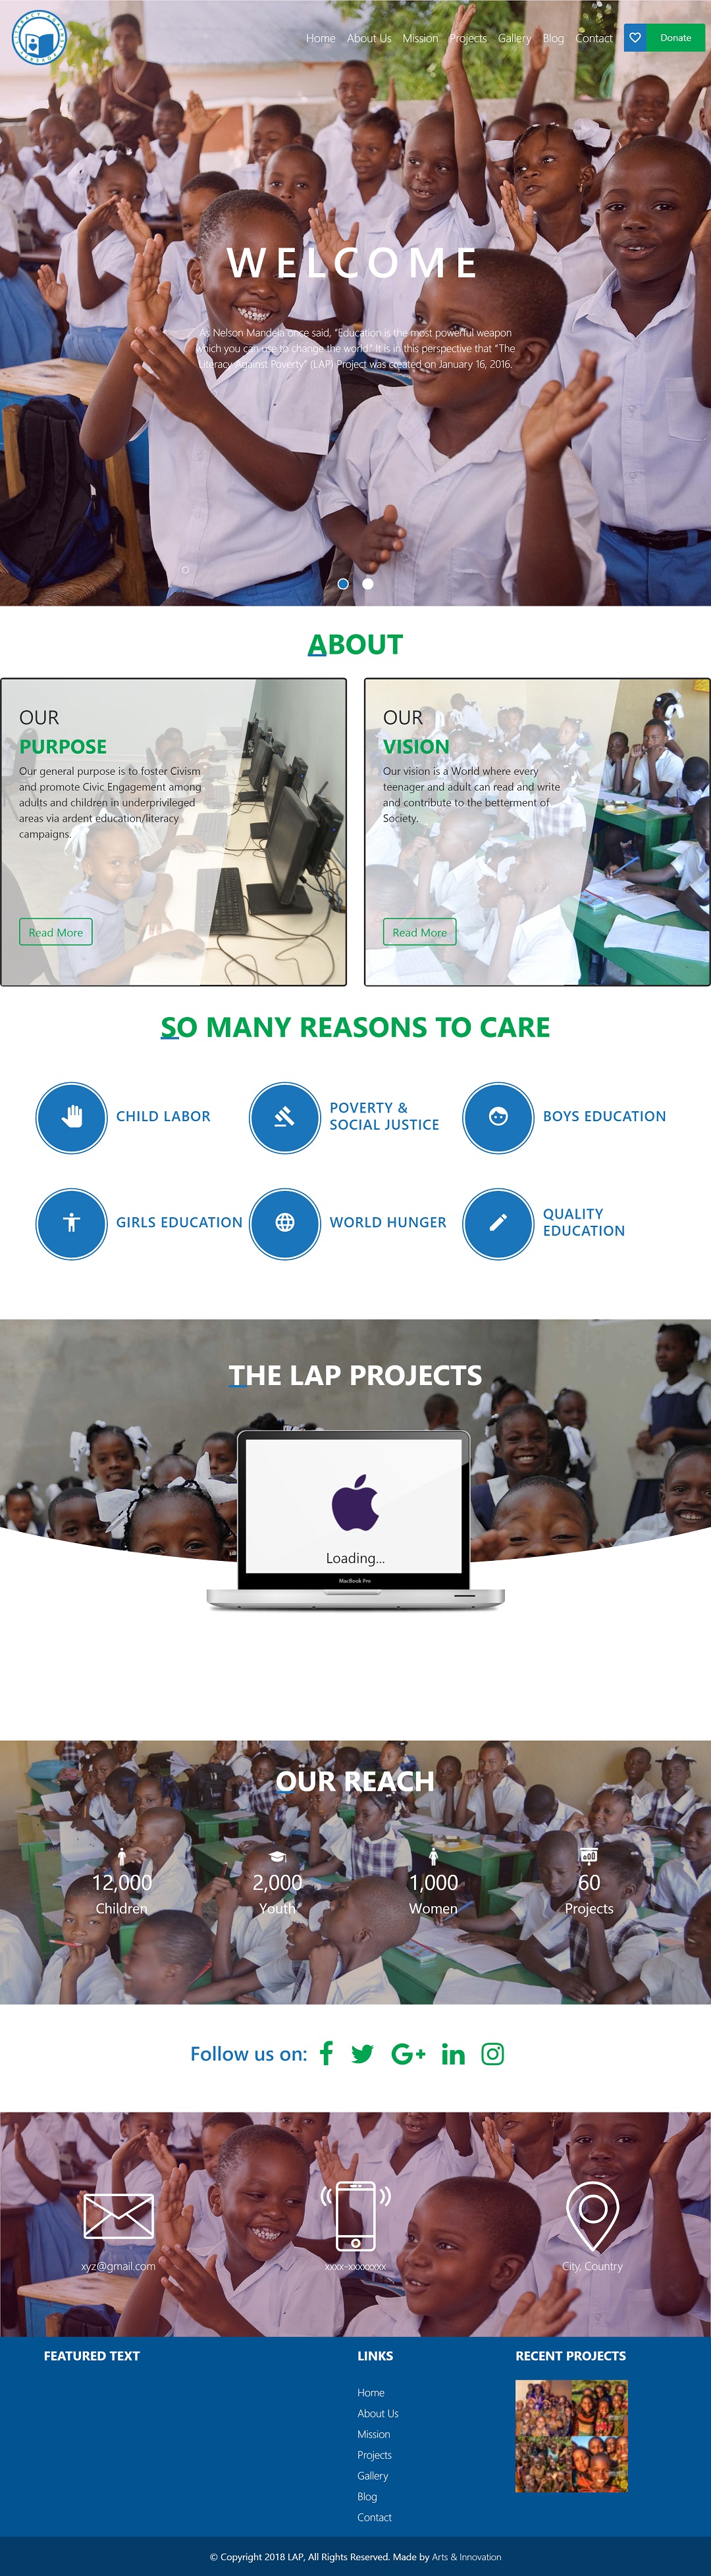 Home About Us Mission Projects Gallery Blog Contact Donate
WELCOME
As Nelson Mandela once said, “Education is the most powerful weapon
which you can use to change the world.” It is in this perspective that “The
Literacy Against Poverty” (LAP) Project was created on January 16, 2016.
ABOUT
OUR
PURPOSE
Our general purpose is to foster Civism
and promote Civic Engagement among
adults and children in underprivileged
areas via ardent education/literacy
campaigns.
Read More
OUR
VISION
Our vision is a World where every
teenager and adult can read and write
and contribute to the betterment of
Society.
Read More
SO MANY REASONS TO CARE
CHILD LABOR
POVERTY &
SOCIAL JUSTICE
BOYS EDUCATION
GIRLS EDUCATION
WORLD HUNGER
QUALITY
EDUCATION
THE LAP PROJECTS
Loading...
MacBook Pro
OUR REACH
12,000
Children
2,000
Youth
1,000
Women
60
Projects
Follow us on:
xyz@gmail.com
xxxx-xxxxxxx
City, Country
FEATURED TEXT
LINKS
Home
About Us
Mission
Projects
Gallery
Blog
Contact
RECENT PROJECTS
© Copyright 2018 LAP, All Rights Reserved. Made by Arts & Innovation